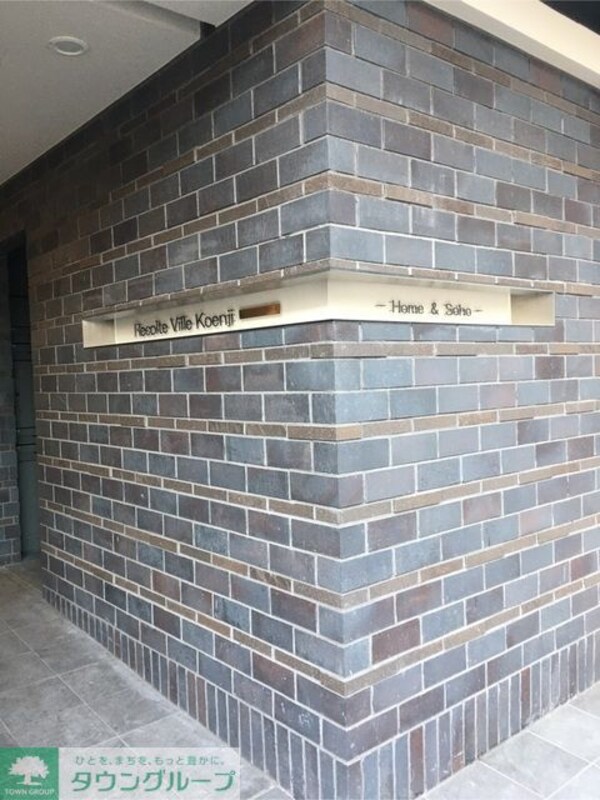 Recolte Ville Koenji
- Home & Soho -
ひとを、まちを、もっと豊かに。
タウングループ
TOWN GROUP